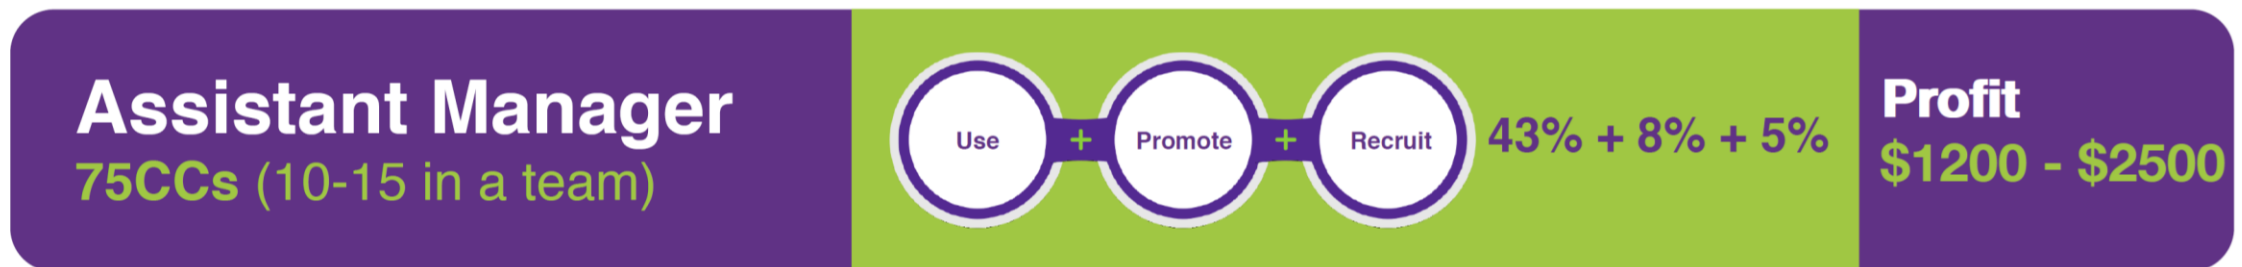 Assistant Manager
75CCs (10-15 in a team)
Use + Promote + Recruit 43% + 8% + 5%
Profit
$1200 - $2500